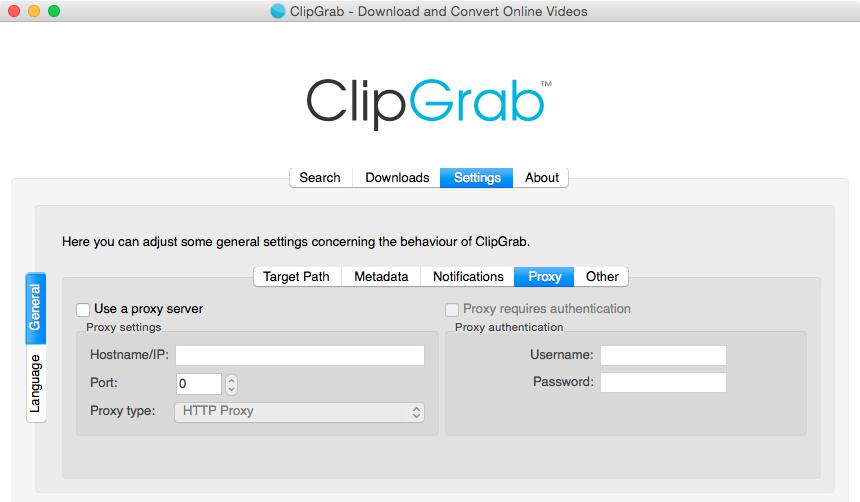 ClipGrab - Download and Convert Online Videos
ClipGrab™
Search Downloads Settings About
Here you can adjust some general settings concerning the behaviour of ClipGrab.
General
Language
Target Path Metadata Notifications Proxy Other
Use a proxy server
Proxy settings
Hostname/IP:
Port: 0
Proxy type: HTTP Proxy
Proxy requires authentication
Proxy authentication
Username:
Password: